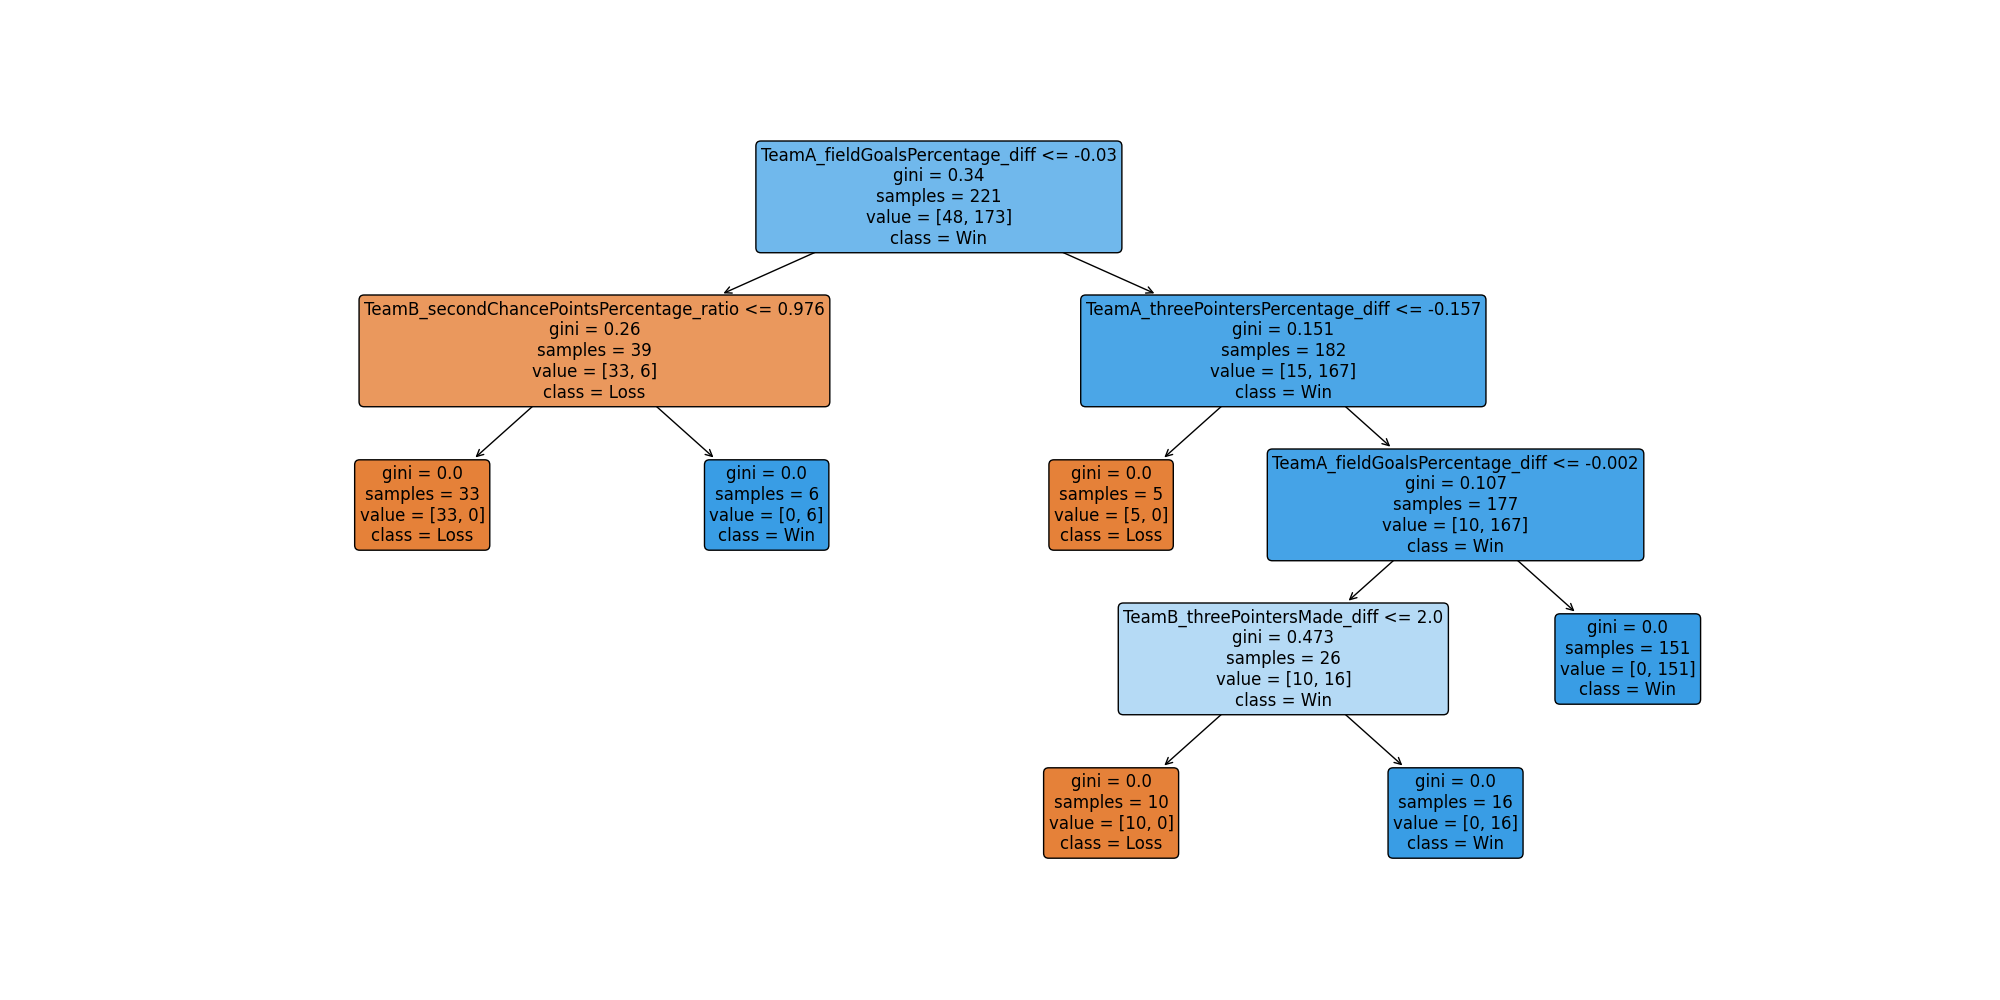 TeamA_fieldGoalsPercentage_diff <= -0.03
gini = 0.34
samples = 221
value = [48, 173]
class = Win
TeamB_secondChancePointsPercentage_ratio <= 0.976
gini = 0.26
samples = 39
value = [33, 6]
class = Loss
TeamA_threePointersPercentage_diff <= -0.157
gini = 0.151
samples = 182
value = [15, 167]
class = Win
gini = 0.0
samples = 33
value = [33, 0]
class = Loss
gini = 0.0
samples = 6
value = [0, 6]
class = Win
gini = 0.0
samples = 5
value = [5, 0]
class = Loss
TeamA_fieldGoalsPercentage_diff <= -0.002
gini = 0.107
samples = 177
value = [10, 167]
class = Win
TeamB_threePointersMade_diff <= 2.0
gini = 0.473
samples = 26
value = [10, 16]
class = Win
gini = 0.0
samples = 151
value = [0, 151]
class = Win
gini = 0.0
samples = 10
value = [10, 0]
class = Loss
gini = 0.0
samples = 16
value = [0, 16]
class = Win